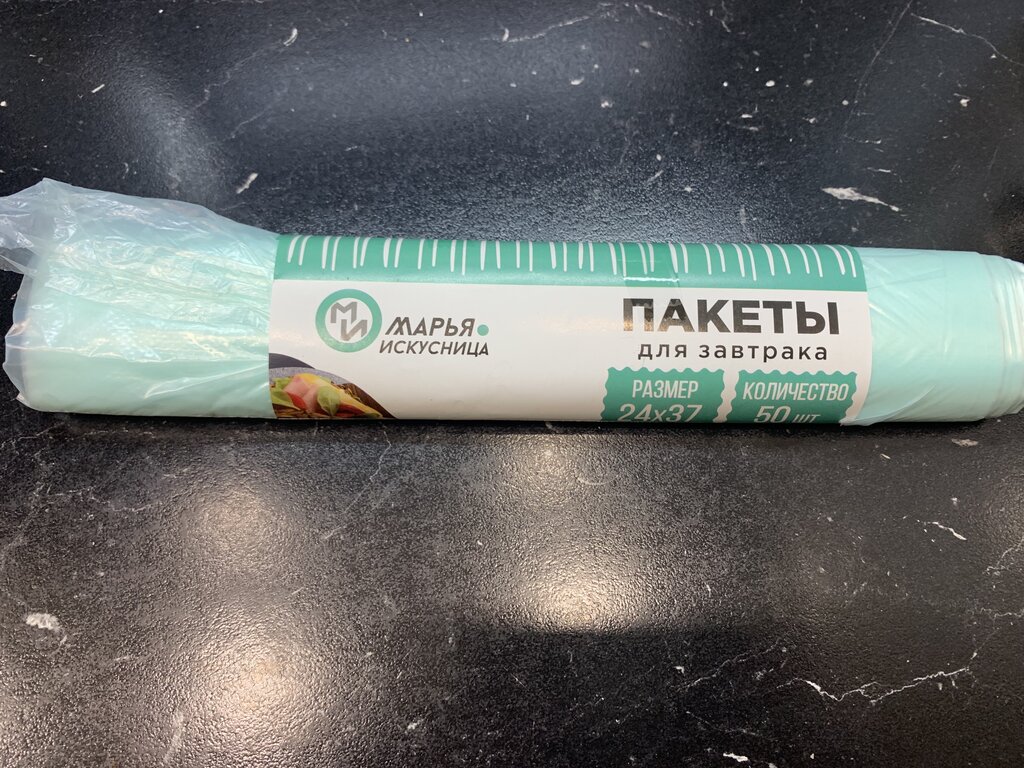 МИ
МАРЬЯ
ИСКУСНИЦА
ПАКЕТЫ
для завтрака
РАЗМЕР
24х37
КОЛИЧЕСТВО
50 шт